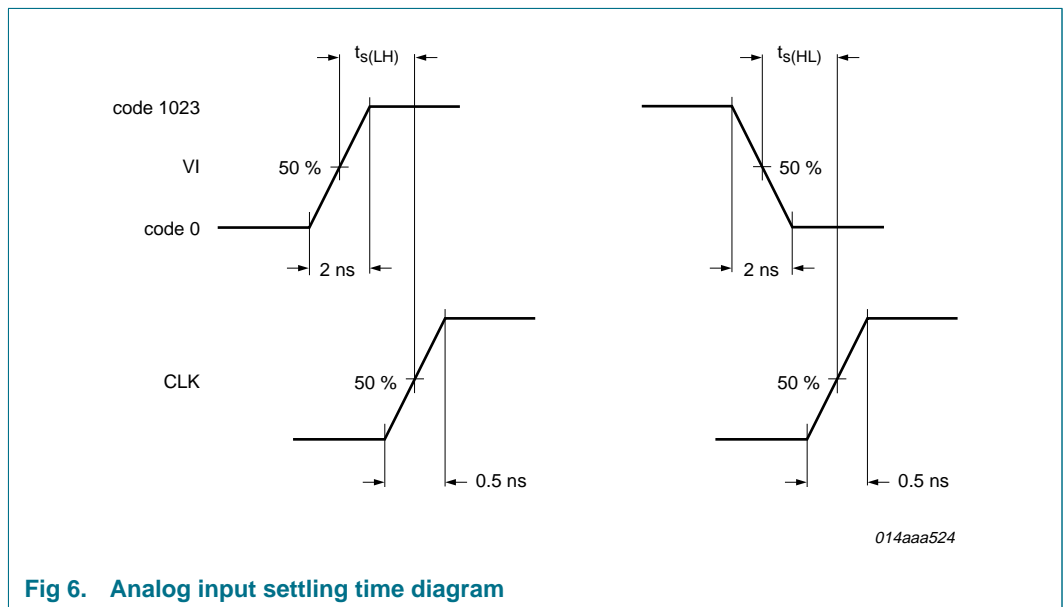 ts(LH)
ts(HL)
code 1023
VI
50 %
50 %
code 0
2 ns
2 ns
CLK
50 %
50 %
0.5 ns
0.5 ns
014aaa524
Fig 6. Analog input settling time diagram